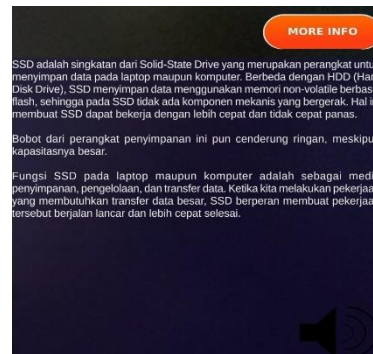 MORE INFO
SSD adalah singkatan dari Solid-State Drive yang merupakan perangkat untu
menyimpan data pada laptop maupun komputer. Berbeda dengan HDD (Har
Disk Drive), SSD menyimpan data menggunakan memori non-volatile berbas
flash, sehingga pada SSD tidak ada komponen mekanis yang bergerak. Hal i
membuat SSD dapat bekerja dengan lebih cepat dan tidak cepat panas.
Bobot dari perangkat penyimpanan ini pun cenderung ringan, meskipu
kapasitasnya besar.
Fungsi SSD pada laptop maupun komputer adalah sebagai medi
penyimpanan, pengelolaan, dan transfer data. Ketika kita melakukan pekerjaa
yang membutuhkan transfer data besar, SSD berperan membuat pekerjaa
tersebut berjalan lancar dan lebih cepat selesai.